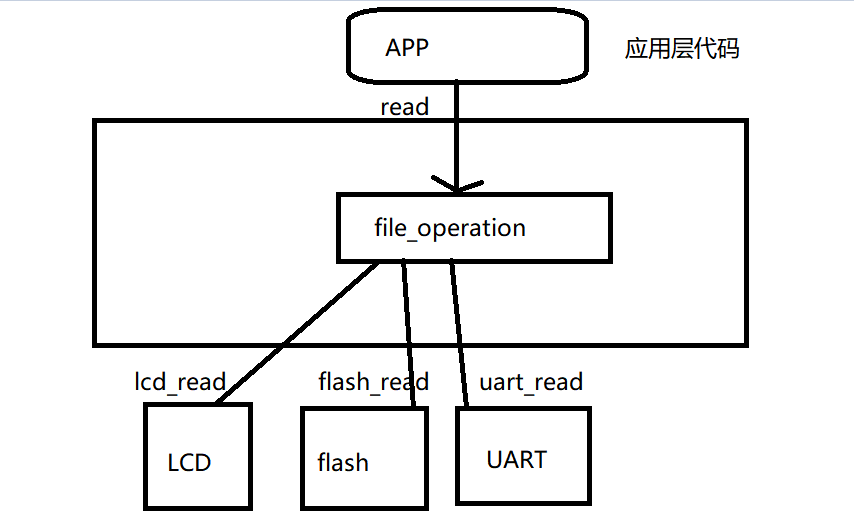 APP
应用层代码
read
file_operation
lcd_read
flash_read
uart_read
LCD
flash
UART